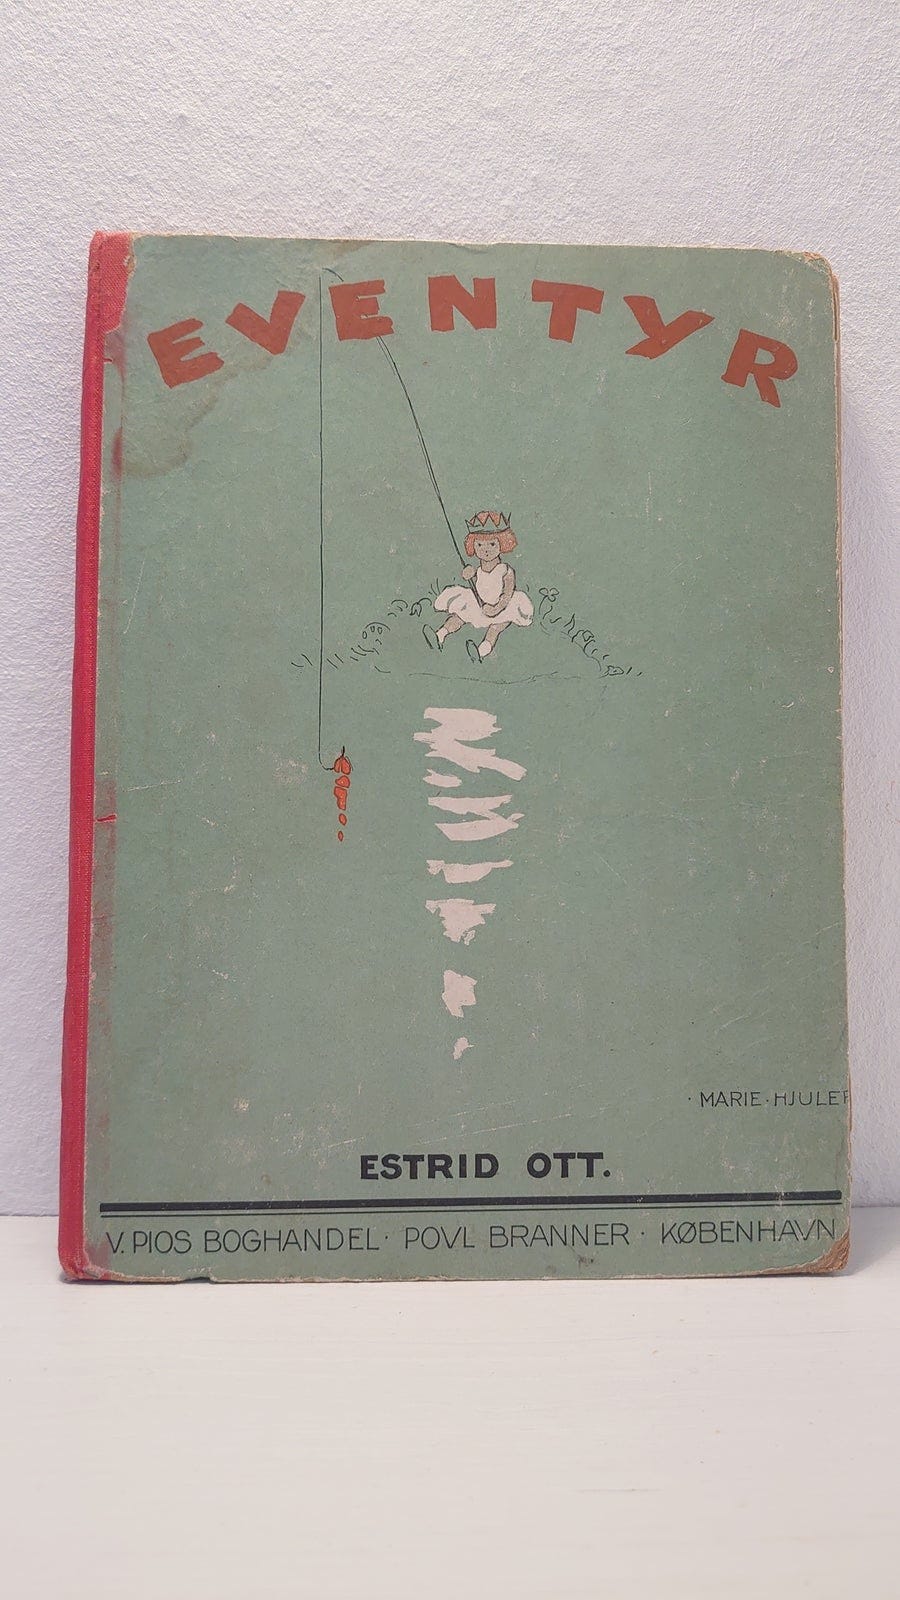 EVENTYR
· MARIE · HJULER
ESTRID OTT.
V. PIOS BOGHANDEL · POVL BRANNER · KØBENHAVN